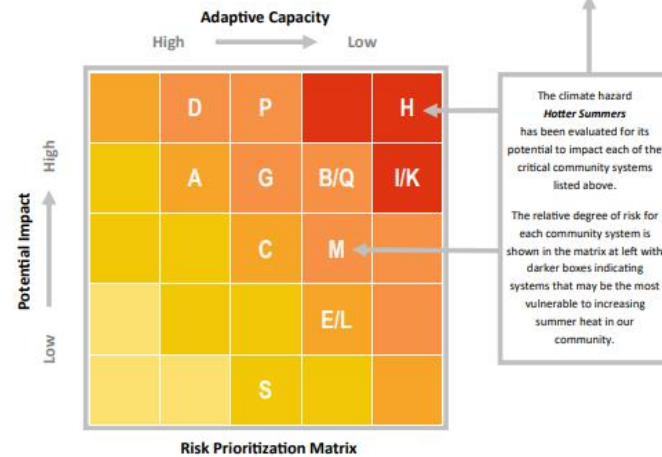 Adaptive Capacity
High Low
Potential Impact
High
Low
D P H
A G B/Q I/K
C M
E/L
S
Risk Prioritization Matrix
The climate hazard
Hotter Summers
has been evaluated for its
potential to impact each of the
critical community systems
listed above.
The relative degree of risk for
each community system is
shown in the matrix at left with
darker boxes indicating
systems that may be the most
vulnerable to increasing
summer heat in our
community.